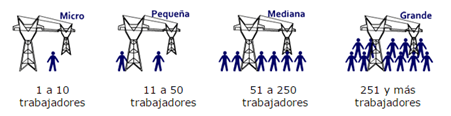 Micro
Pequeña
Mediana
Grande
1 a 10
trabajadores
11 a 50
trabajadores
51 a 250
trabajadores
251 y más
trabajadores